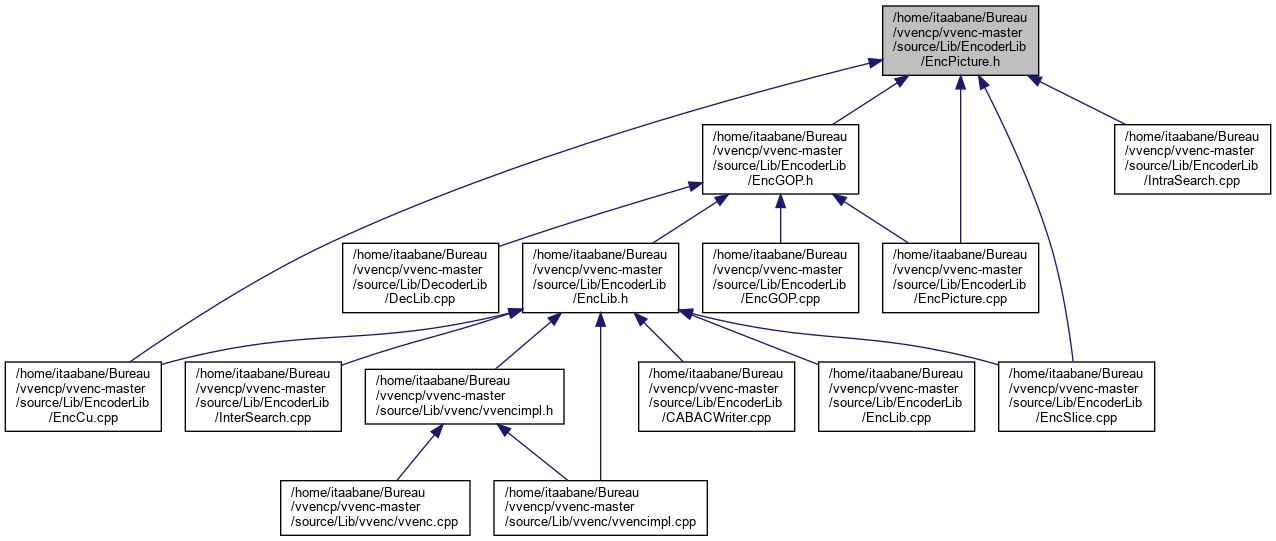 /home/itaabane/Bureau
/vvencp/vvenc-master
/source/Lib/EncoderLib
/EncPicture.h
/home/itaabane/Bureau
/vvencp/vvenc-master
/source/Lib/EncoderLib
/EncGOP.h
/home/itaabane/Bureau
/vvencp/vvenc-master
/source/Lib/EncoderLib
/IntraSearch.cpp
/home/itaabane/Bureau
/vvencp/vvenc-master
/source/Lib/DecoderLib
/DecLib.cpp
/home/itaabane/Bureau
/vvencp/vvenc-master
/source/Lib/EncoderLib
/EncLib.h
/home/itaabane/Bureau
/vvencp/vvenc-master
/source/Lib/EncoderLib
/EncGOP.cpp
/home/itaabane/Bureau
/vvencp/vvenc-master
/source/Lib/EncoderLib
/EncPicture.cpp
/home/itaabane/Bureau
/vvencp/vvenc-master
/source/Lib/EncoderLib
/EncCu.cpp
/home/itaabane/Bureau
/vvencp/vvenc-master
/source/Lib/EncoderLib
/InterSearch.cpp
/home/itaabane/Bureau
/vvencp/vvenc-master
/source/Lib/vvenc/vvencimpl.h
/home/itaabane/Bureau
/vvencp/vvenc-master
/source/Lib/EncoderLib
/CABACWriter.cpp
/home/itaabane/Bureau
/vvencp/vvenc-master
/source/Lib/EncoderLib
/EncLib.cpp
/home/itaabane/Bureau
/vvencp/vvenc-master
/source/Lib/EncoderLib
/EncSlice.cpp
/home/itaabane/Bureau
/vvencp/vvenc-master
/source/Lib/vvenc/vvenc.cpp
/home/itaabane/Bureau
/vvencp/vvenc-master
/source/Lib/vvenc/vvencimpl.cpp